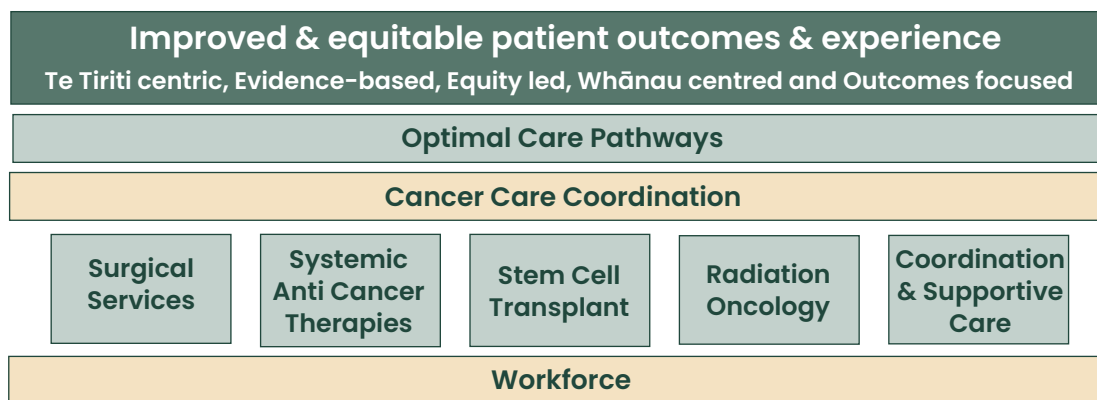 Improved & equitable patient outcomes & experience
Te Tiriti centric, Evidence-based, Equity led, Whānau centred and Outcomes focused
Optimal Care Pathways
Cancer Care Coordination
Surgical
Services
Systemic
Anti Cancer
Therapies
Stem Cell
Transplant
Radiation
Oncology
Coordination
& Supportive
Care
Workforce